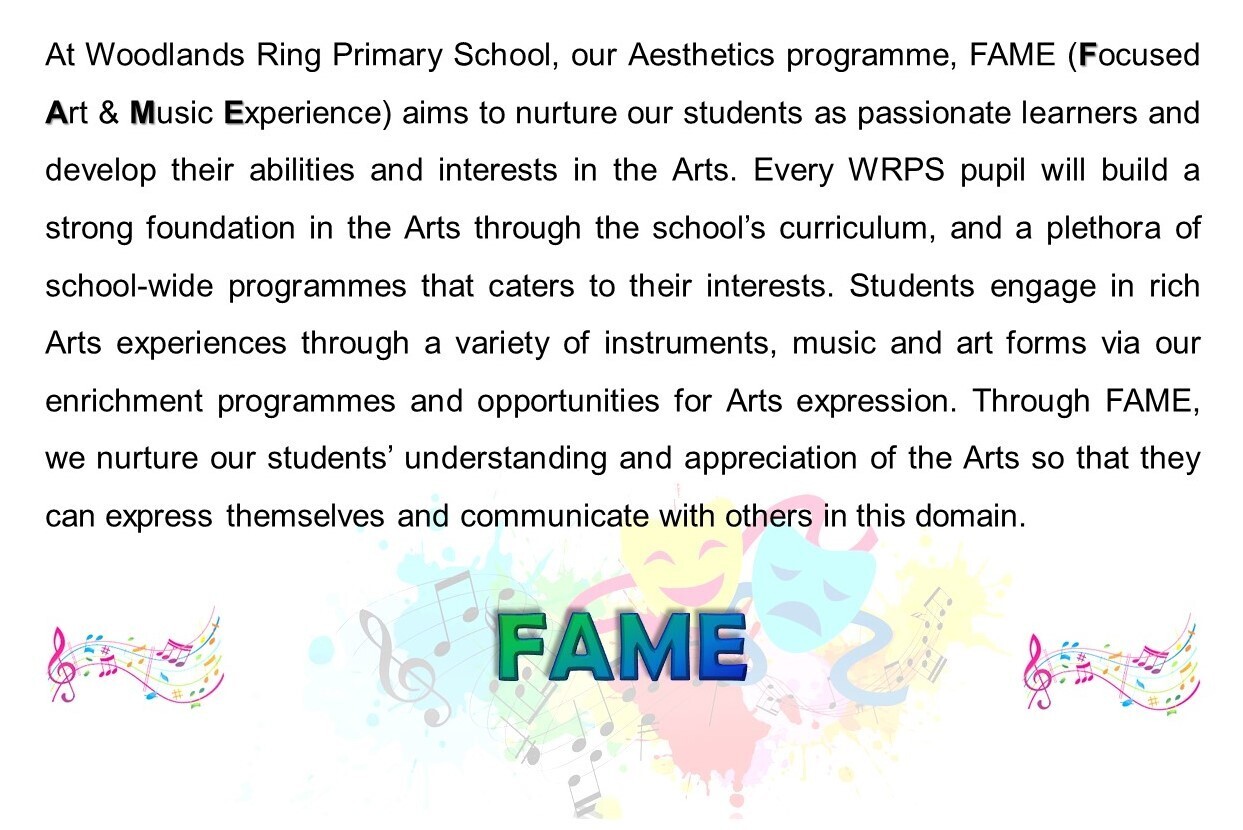 At Woodlands Ring Primary School, our Aesthetics programme, FAME (Focused
Art & Music Experience) aims to nurture our students as passionate learners and
develop their abilities and interests in the Arts. Every WRPS pupil will build a
strong foundation in the Arts through the school’s curriculum, and a plethora of
school-wide programmes that caters to their interests. Students engage in rich
Arts experiences through a variety of instruments, music and art forms via our
enrichment programmes and opportunities for Arts expression. Through FAME,
we nurture our students’ understanding and appreciation of the Arts so that they
can express themselves and communicate with others in this domain.
FAME